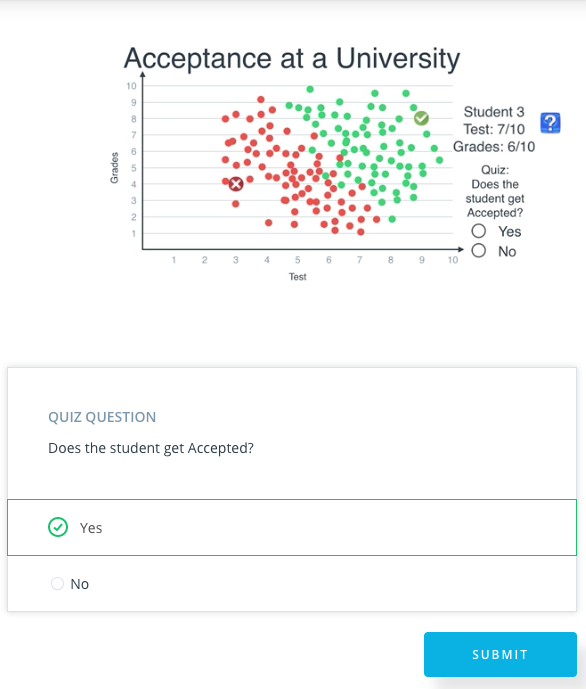 Acceptance at a University
10
9
8
7
6
5
4
3
2
1
Grades
1 2 3 4 5 6 7 8 9 10
Test
Student 3
Test: 7/10
Grades: 6/10
?
Quiz:
Does the
student get
Accepted?
Yes
No
QUIZ QUESTION
Does the student get Accepted?
Yes
No
SUBMIT